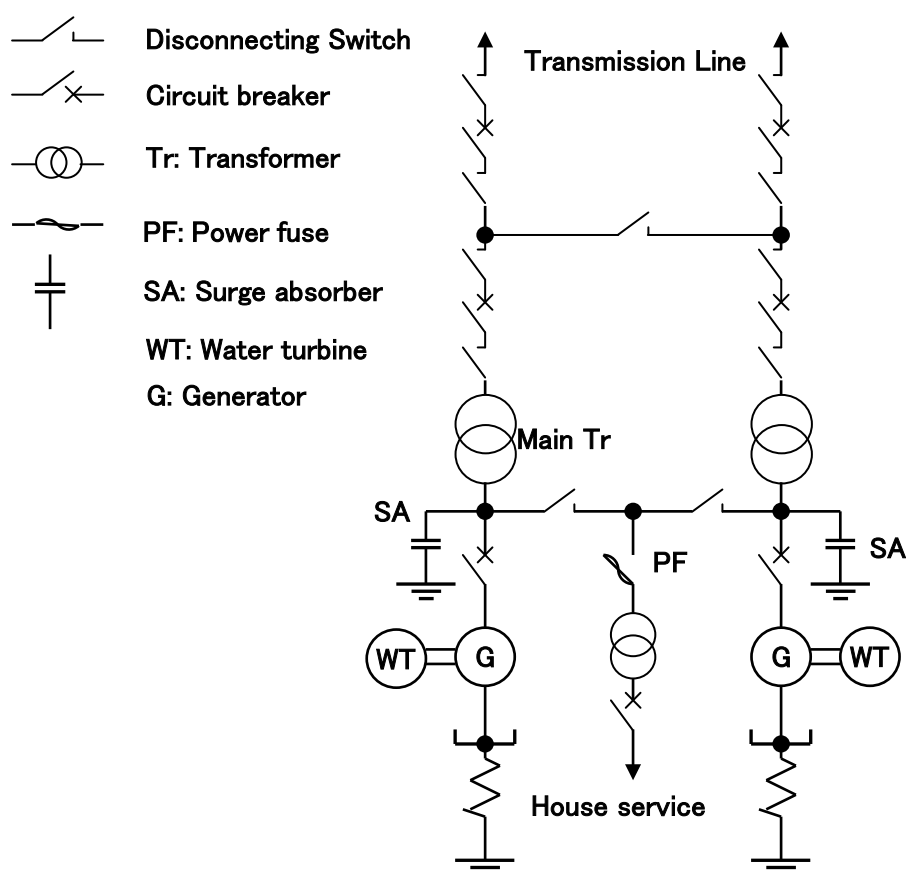 Disconnecting Switch
Transmission Line
Circuit breaker
Tr: Transformer
PF: Power fuse
SA: Surge absorber
WT: Water turbine
G: Generator
Main Tr
SA
PF
SA
WT
G
G
WT
House service